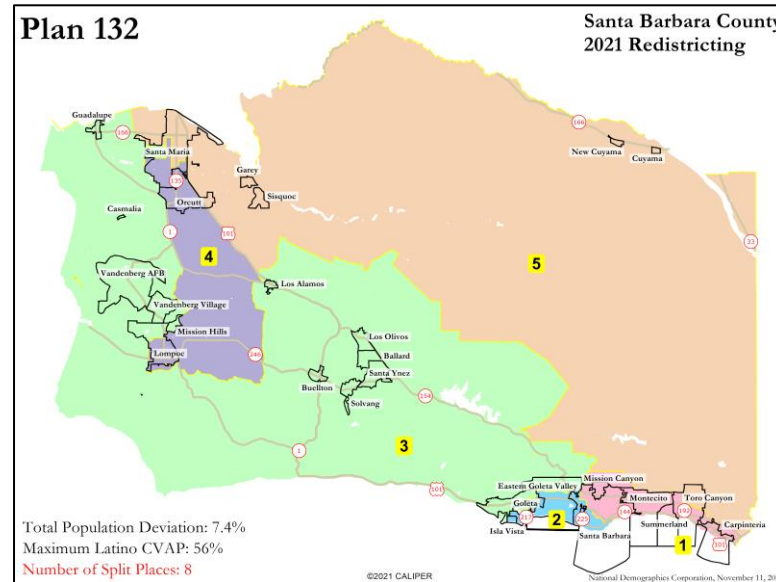 Plan 132
Santa Barbara County
2021 Redistricting
Guadalupe
166
Santa Maria
166
New Cuyama
Cuyama
Garey
135
Sisquoc
Orcutt
Casmalia
1
101
33
4
5
Vandenberg AFB
Los Alamos
Vandenberg Village
Mission Hills
Los Olivos
Lompoc
246
Ballard
Santa Ynez
Buellton
154
Solvang
3
1
101
Eastern Goleta Valley
Mission Canyon
Goleta
Montecito
Toro Canyon
217
2
225
144
192
Isla Vista
Santa Barbara
Summerland
Carpinteria
1
101
Total Population Deviation: 7.4%
Maximum Latino CVAP: 56%
Number of Split Places: 8
©2021 CALIPER
National Demographics Corporation, November 11, 20